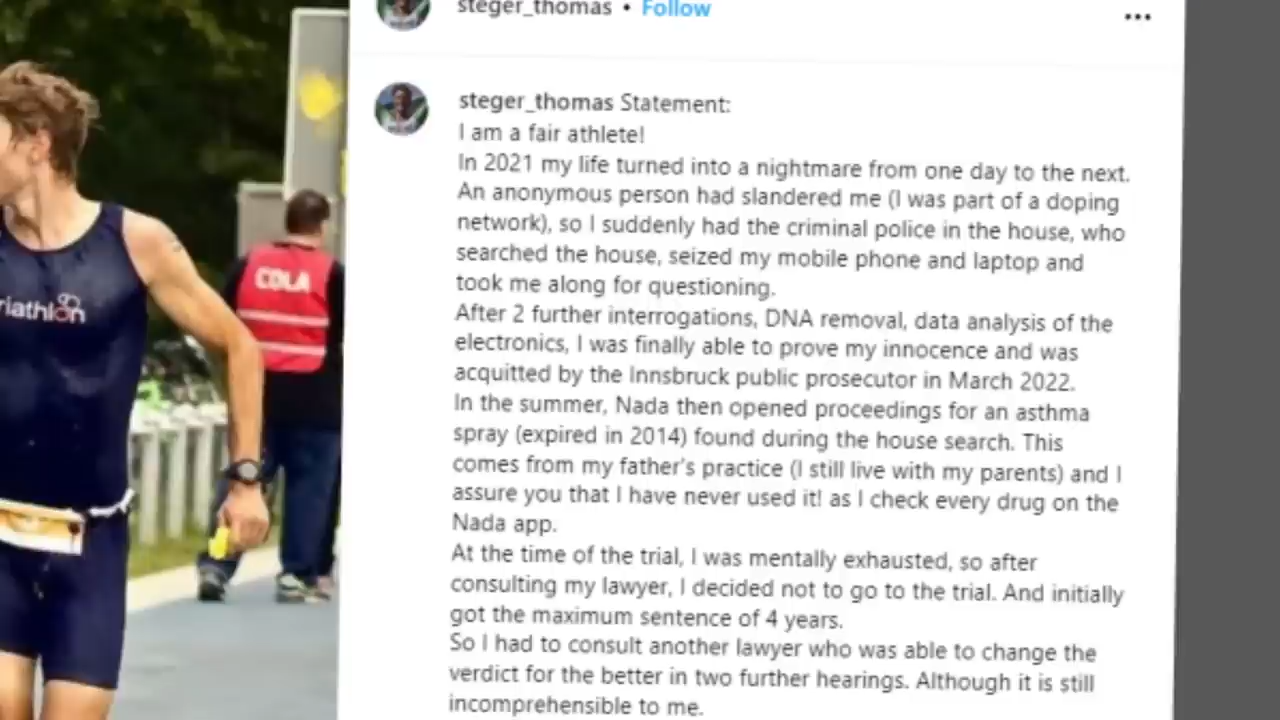 steger_thomas • Follow
steger_thomas Statement:
I am a fair athlete!
In 2021 my life turned into a nightmare from one day to the next.
An anonymous person had slandered me (I was part of a doping
network), so I suddenly had the criminal police in the house, who
searched the house, seized my mobile phone and laptop and
took me along for questioning.
After 2 further interrogations, DNA removal, data analysis of the
electronics, I was finally able to prove my innocence and was
acquitted by the Innsbruck public prosecutor in March 2022.
In the summer, Nada then opened proceedings for an asthma
spray (expired in 2014) found during the house search. This
comes from my father's practice (I still live with my parents) and I
assure you that I have never used it! as I check every drug on the
Nada app.
At the time of the trial, I was mentally exhausted, so after
consulting my lawyer, I decided not to go to the trial. And initially
got the maximum sentence of 4 years.
So I had to consult another lawyer who was able to change the
verdict for the better in two further hearings. Although it is still
incomprehensible to me.
COLA
riathlon